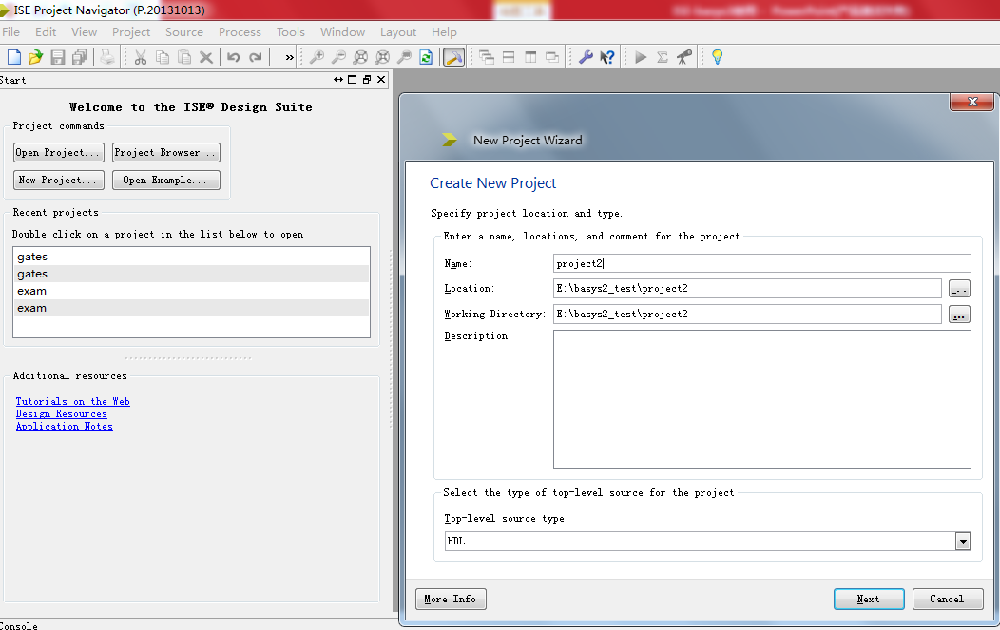 ISE Project Navigator (P.20131013)
File Edit View Project Source Process Tools Window Layout Help
Start
Welcome to the ISE® Design Suite
Project commands
Open Project... Project Browser...
New Project... Open Example...
Recent projects
Double click on a project in the list below to open
gates
gates
exam
exam
Additional resources
Tutorials on the Web
Design Resources
Application Notes
Console
New Project Wizard
Create New Project
Specify project location and type.
Enter a name, locations, and comment for the project
Name: project2
Location: E:\basys2_test\project2 ...
Working Directory: E:\basys2_test\project2 ...
Description:
Select the type of top-level source for the project
Top-level source type:
HDL
More Info Next Cancel